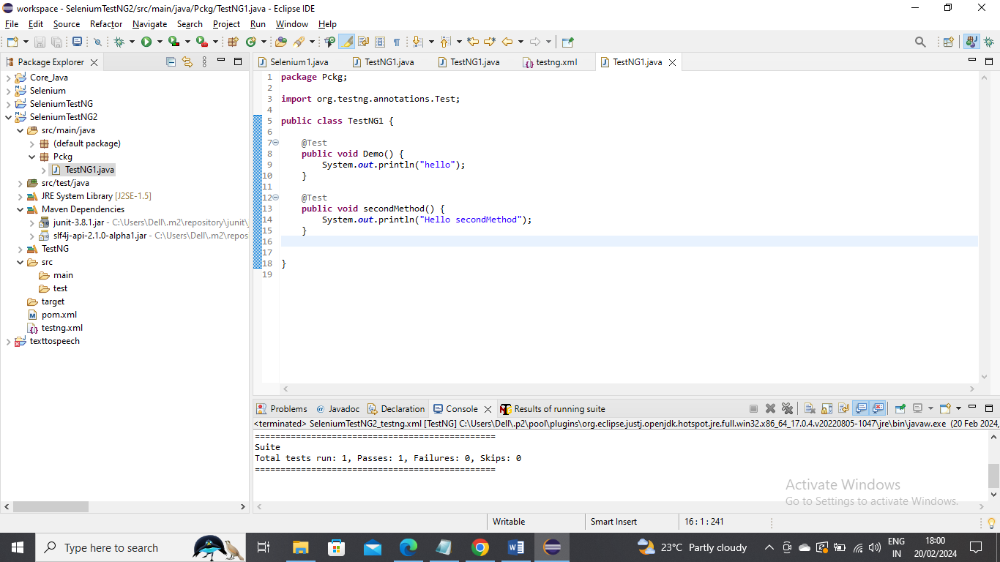 workspace - SeleniumTestNG2/src/main/java/Pckg/TestNG1.java - Eclipse IDE
File Edit Source Refactor Navigate Search Project Run Window Help
Package Explorer
Core_Java
Selenium
SeleniumTestNG
SeleniumTestNG2
src/main/java
(default package)
Pckg
TestNG1.java
src/test/java
JRE System Library [J2SE-1.5]
Maven Dependencies
junit-3.8.1.jar - C:\Users\Dell\.m2\repository\junit\
slf4j-api-2.1.0-alpha1.jar - C:\Users\Dell\.m2\repos
TestNG
src
main
test
target
pom.xml
testng.xml
texttospeech
Selenium1.java TestNG1.java TestNG1.java testng.xml TestNG1.java
1 package Pckg;
2
3 import org.testng.annotations.Test;
4
5 public class TestNG1 {
6
7 @Test
8 public void Demo() {
9 System.out.println("hello");
10 }
11
12 @Test
13 public void secondMethod() {
14 System.out.println("Hello secondMethod");
15 }
16
17
18 }
19
Problems @ Javadoc Declaration Console Results of running suite
<terminated> SeleniumTestNG2_testng.xml [TestNG] C:\Users\Dell\.p2\pool\plugins\org.eclipse.justj.openjdk.hotspot.jre.full.win32.x86_64_17.0.4.v20220805-1047\jre\bin\javaw.exe (20 Feb 2024,
===============================================
Suite
Total tests run: 1, Passes: 1, Failures: 0, Skips: 0
===============================================
Activate Windows
Go to Settings to activate Windows.
Writable Smart Insert 16 : 1 : 241
Type here to search
23°C Partly cloudy
ENG
IN
18:00
20/02/2024